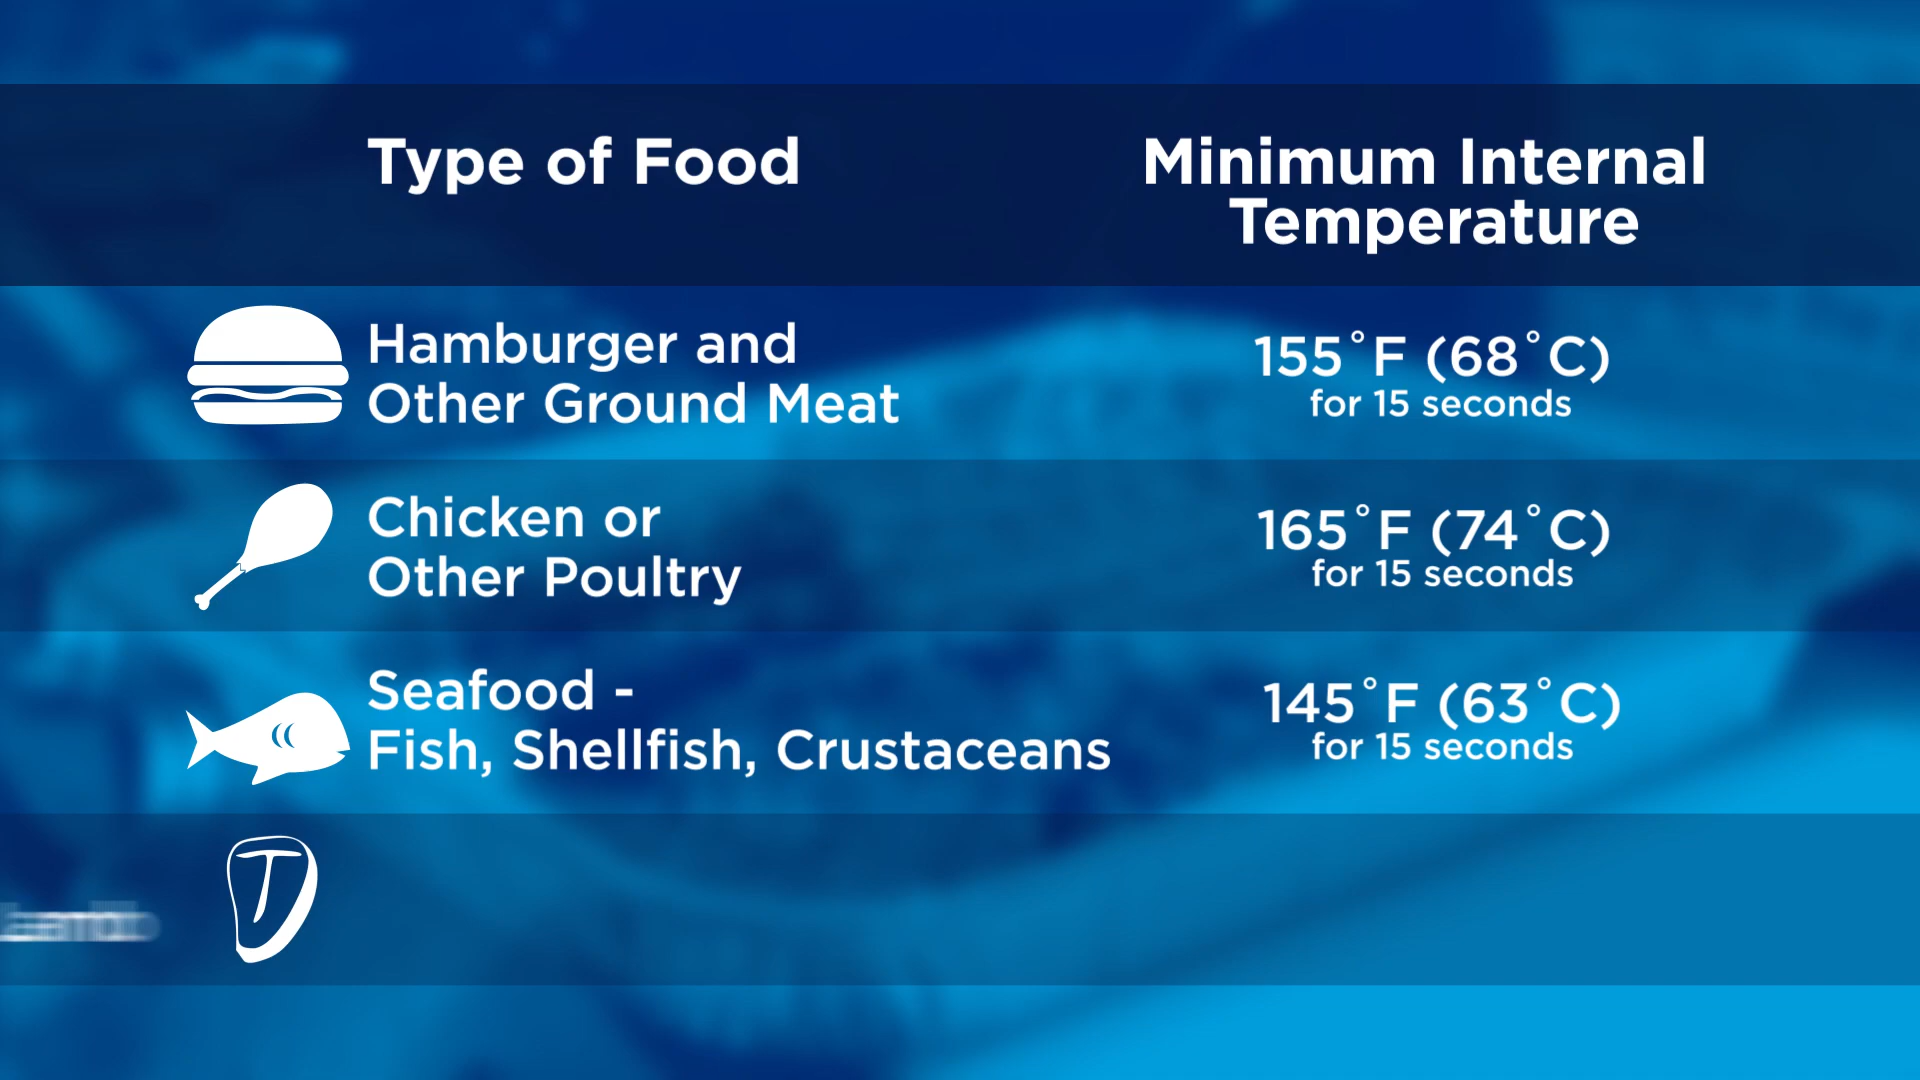 Type of Food
Minimum Internal
Temperature
Hamburger and
Other Ground Meat
155°F (68°C)
for 15 seconds
Chicken or
Other Poultry
165°F (74°C)
for 15 seconds
Seafood -
Fish, Shellfish, Crustaceans
145°F (63°C)
for 15 seconds
T